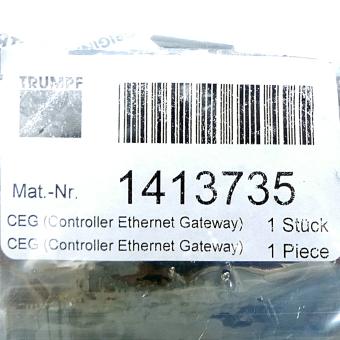 TRUMPF
Mat.-Nr. 1413735
CEG (Controller Ethernet Gateway) 1 Stück
CEG (Controller Ethernet Gateway) 1 Piece